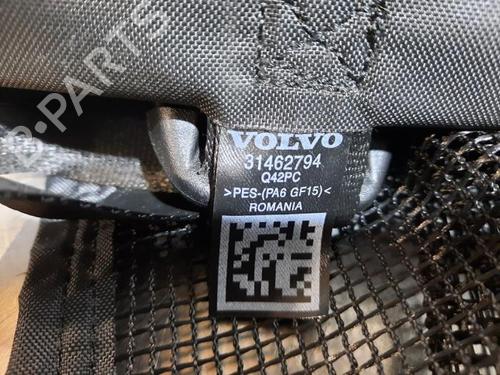 VOLVO
31462794
Q42PC
>PES-(PA6 GF15)<
ROMANIA
B-PARTS